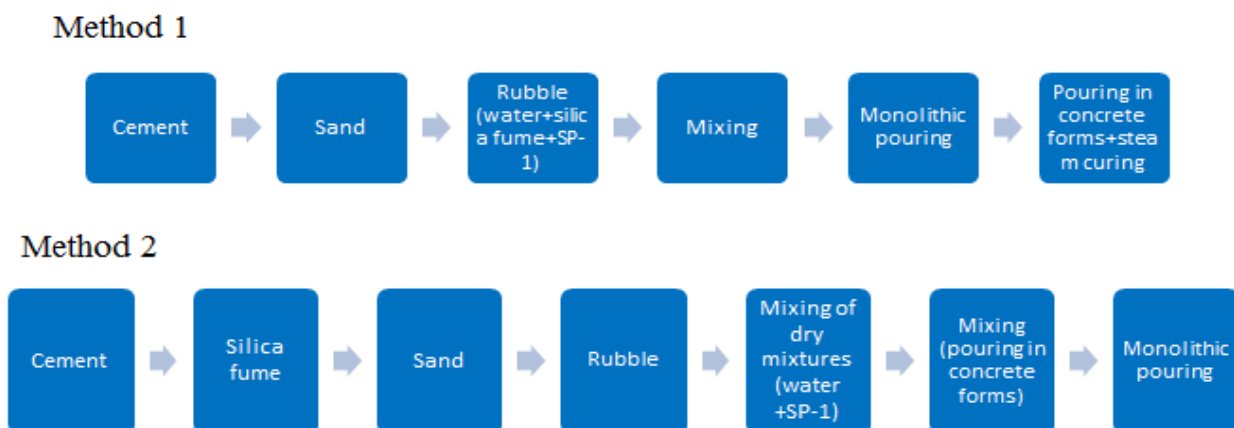 Method 1
Cement
Sand
Rubble
(water+silic
a fume+SP-
1)
Mixing
Monolithic
pouring
Pouring in
concrete
forms+stea
m curing
Method 2
Cement
Silica
fume
Sand
Rubble
Mixing of
dry
mixtures
(water
+SP-1)
Mixing
(pouring in
concrete
forms)
Monolithic
pouring